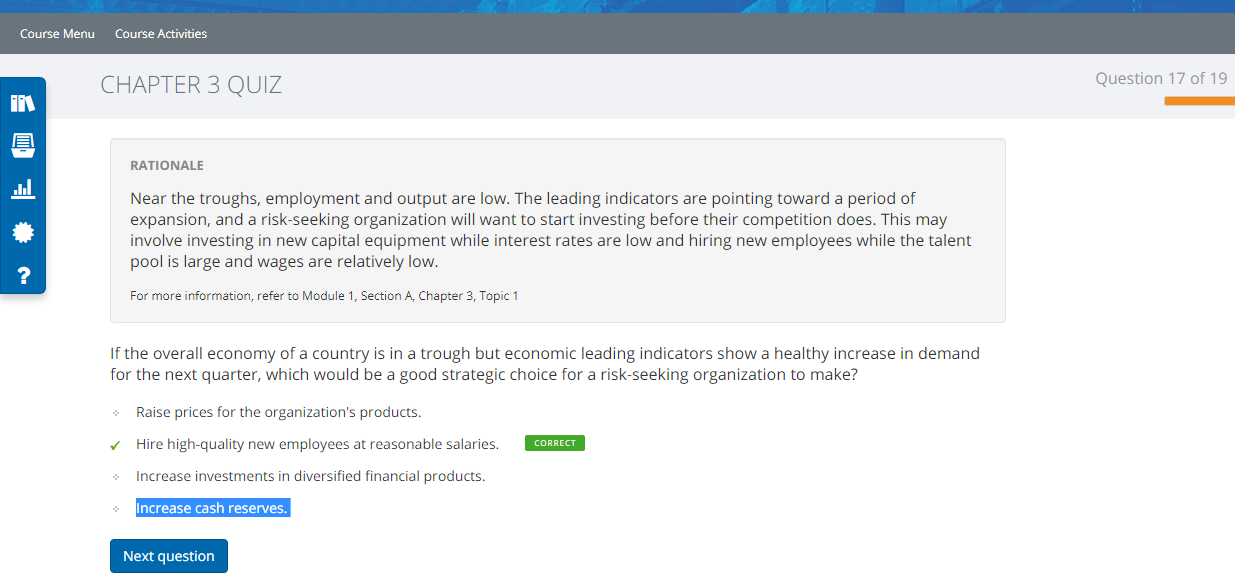 Course Menu Course Activities
CHAPTER 3 QUIZ
Question 17 of 19
RATIONALE
Near the troughs, employment and output are low. The leading indicators are pointing toward a period of
expansion, and a risk-seeking organization will want to start investing before their competition does. This may
involve investing in new capital equipment while interest rates are low and hiring new employees while the talent
pool is large and wages are relatively low.
For more information, refer to Module 1, Section A, Chapter 3, Topic 1
If the overall economy of a country is in a trough but economic leading indicators show a healthy increase in demand
for the next quarter, which would be a good strategic choice for a risk-seeking organization to make?
Raise prices for the organization's products.
Hire high-quality new employees at reasonable salaries. CORRECT
Increase investments in diversified financial products.
Increase cash reserves.
Next question